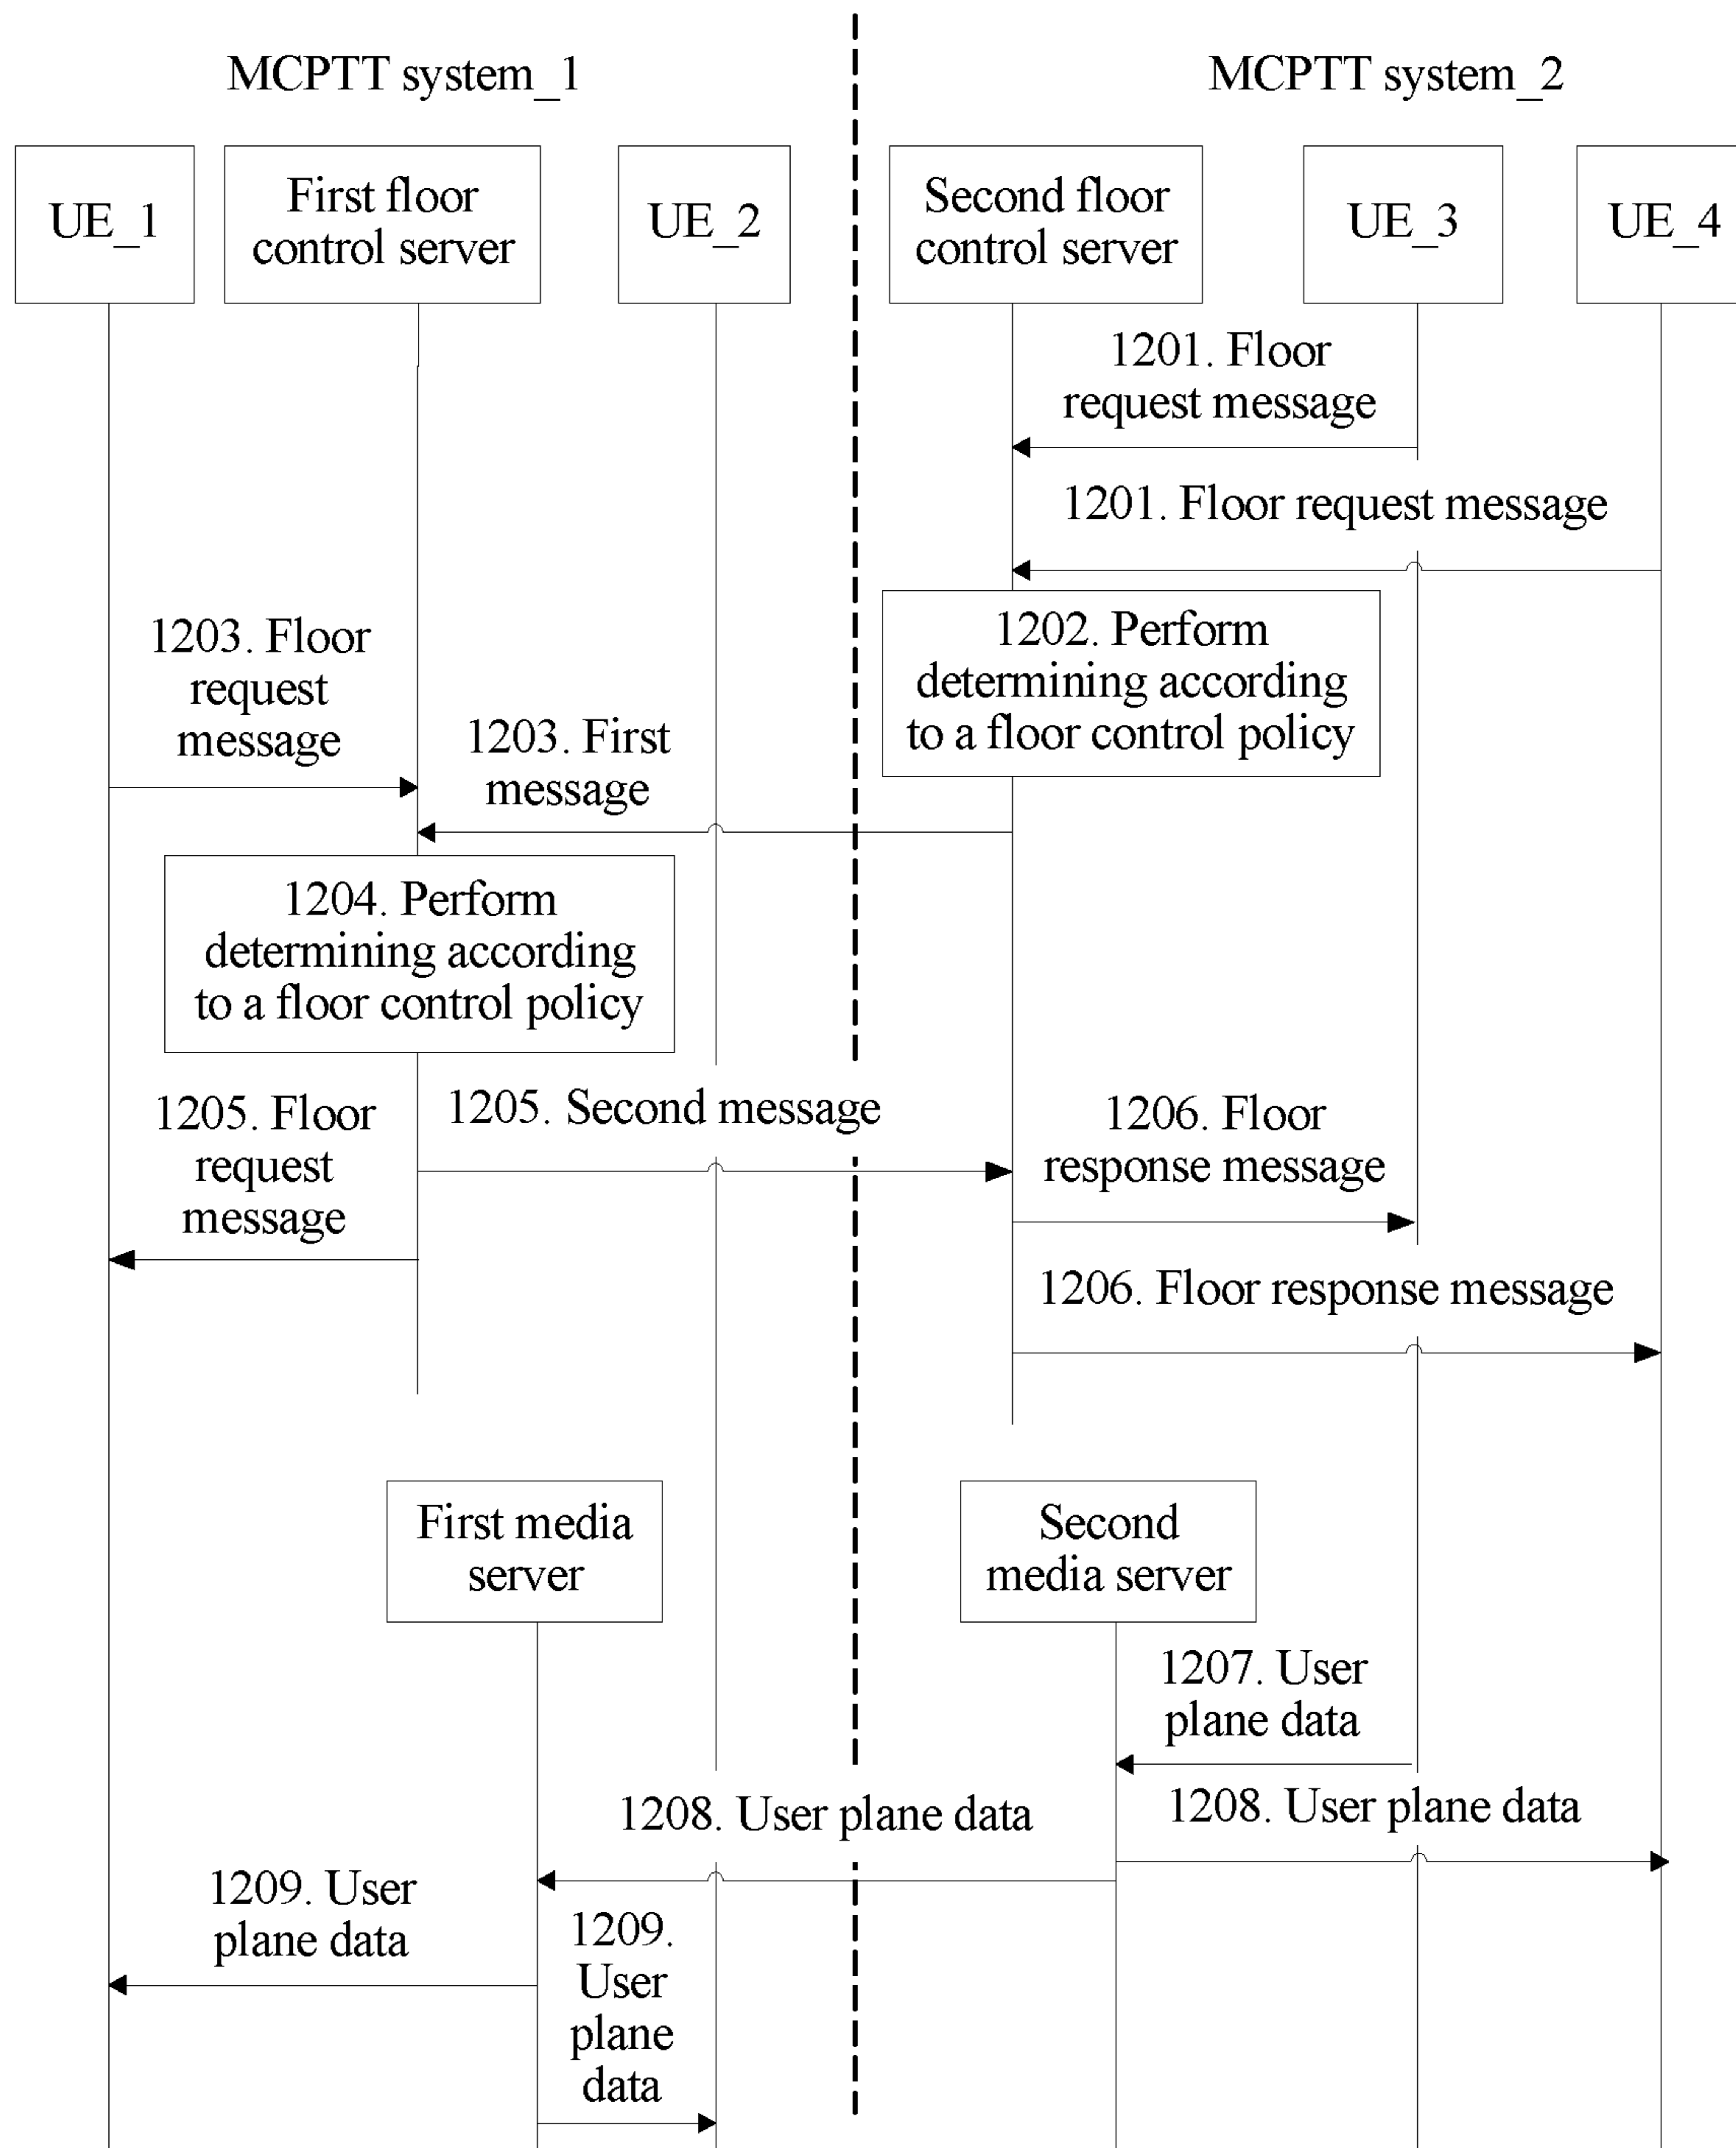 MCPTT system_1
MCPTT system_2
UE_1
First floor
control server
UE_2
Second floor
control server
UE_3
UE_4
1201. Floor
request message
1201. Floor request message
1202. Perform
determining according
to a floor control policy
1203. Floor
request
message
1203. First
message
1204. Perform
determining according
to a floor control policy
1205. Floor
request
message
1205. Second message
1206. Floor
response message
1206. Floor response message
First media
server
Second
media server
1207. User
plane data
1208. User plane data
1208. User plane data
1209. User
plane data
1209.
User
plane
data